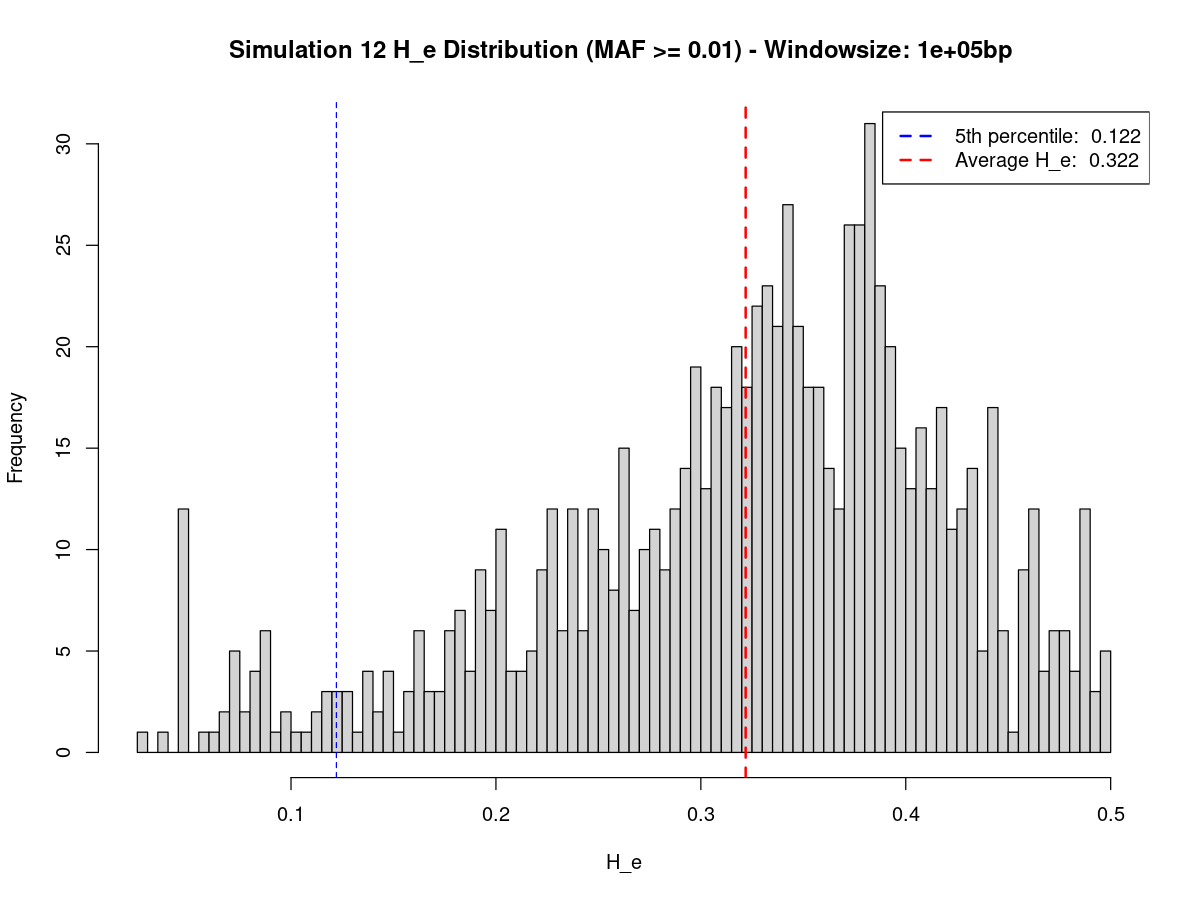 Simulation 12 H_e Distribution (MAF >= 0.01) - Windowsize: 1e+05bp
5th percentile: 0.122
Average H_e: 0.322
Frequency
30
25
20
15
10
5
0
0.1 0.2 0.3 0.4 0.5
H_e